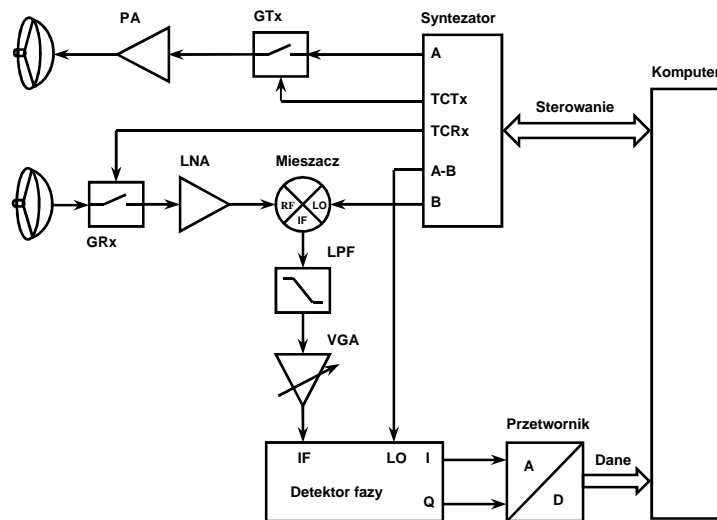 PA
GTx
Syntezator
A
Komputer
TCTx
Sterowanie
TCRx
LNA
Mieszacz
A-B
RF
LO
IF
B
GRx
LPF
VGA
Przetwornik
IF
LO
I
A
Dane
Detektor fazy
Q
D